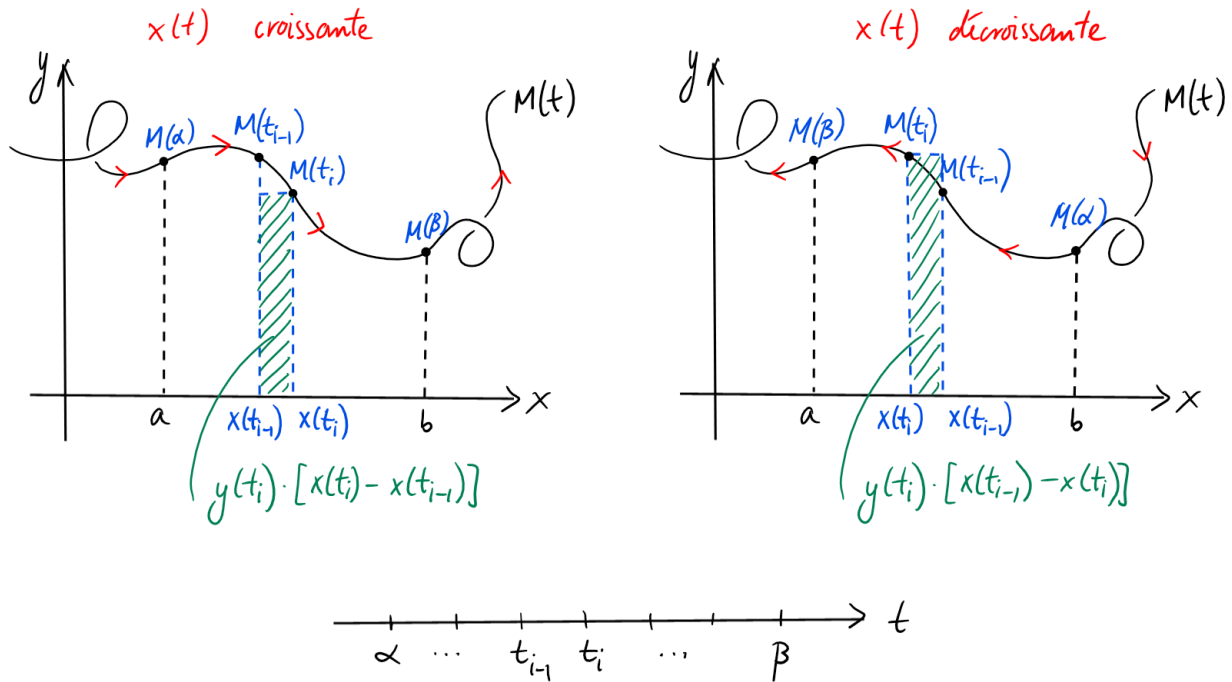 x(t) croissante
y
M(α)
M(t_{i-1})
M(t_i)
M(β)
M(t)
a
x(t_{i-1})
x(t_i)
b
x
y(t_i)·[x(t_i) - x(t_{i-1})]
x(t) décroissante
y
M(β)
M(t_i)
M(t_{i-1})
M(α)
M(t)
a
x(t_i)
x(t_{i-1})
b
x
y(t_i)·[x(t_{i-1}) - x(t_i)]
α ... t_{i-1} t_i ... β t